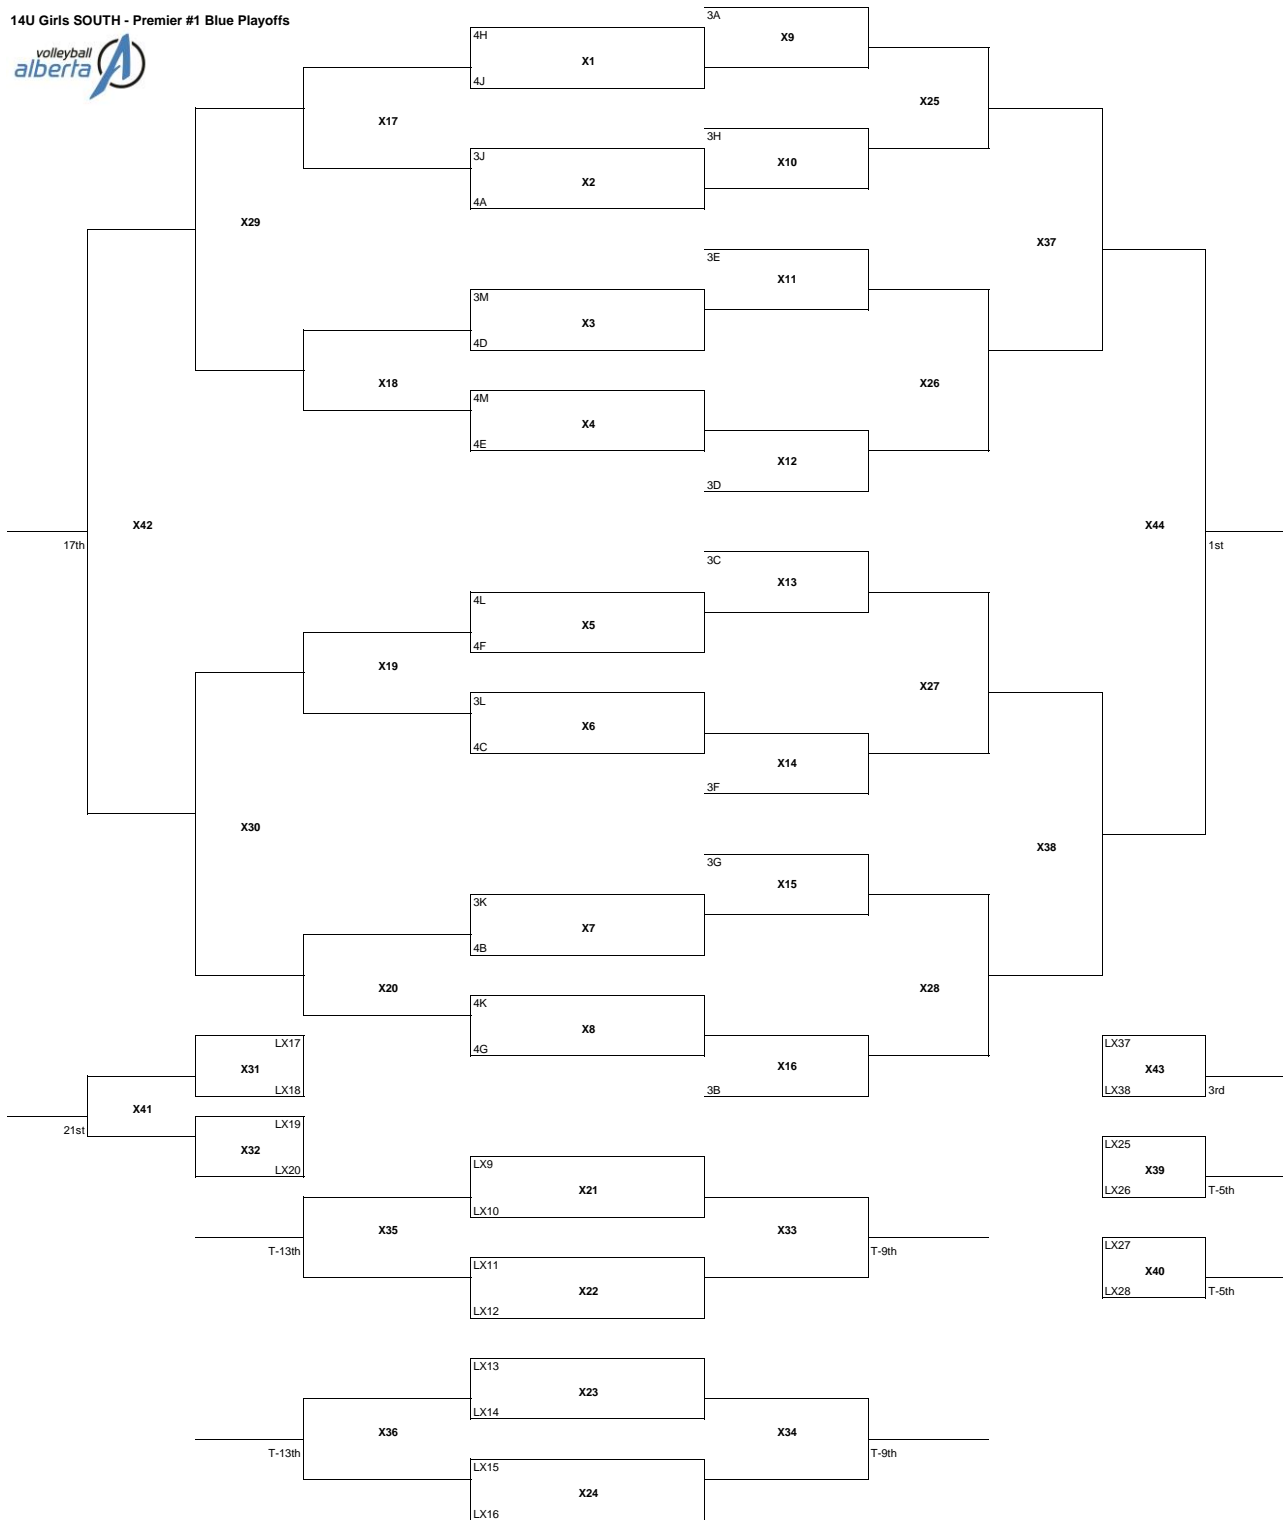 14U Girls SOUTH - Premier #1 Blue Playoffs
volleyball
alberta
3A
X9
4H
X1
4J
X25
X17
3H
X10
3J
X2
4A
X29
X37
3E
X11
3M
X3
4D
X18
X26
4M
X4
4E
X12
3D
X42
X44
17th
1st
3C
X13
4L
X5
4F
X19
X27
3L
X6
4C
X14
3F
X30
X38
3G
X15
3K
X7
4B
X20
X28
4K
X8
4G
X16
3B
LX17
X31
LX18
LX37
X43
LX38
3rd
X41
21st
LX19
X32
LX20
LX25
X39
LX26
T-5th
LX9
X21
LX10
X35
X33
T-13th
T-9th
LX11
X22
LX12
LX27
X40
LX28
T-5th
LX13
X23
LX14
X36
X34
T-13th
T-9th
LX15
X24
LX16